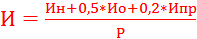 И = (Ин+0,5*Ио+0,2*Ипр)/Р